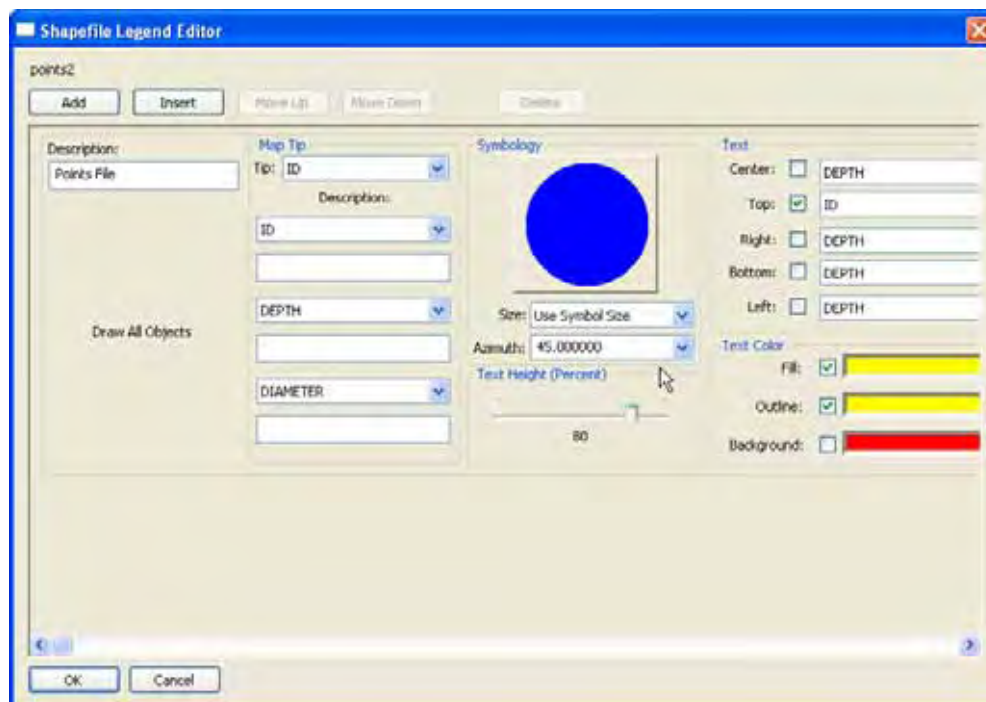 Shapefile Legend Editor
points2
Add Insert Move Up Move Down Delete
Description:
Points File
Draw All Objects
Map Tip
Tip: ID
Description:
ID
DEPTH
DIAMETER
Symbology
Size: Use Symbol Size
Azimuth: 45.000000
Text Height (Percent)
80
Text
Center: DEPTH
Top: ID
Right: DEPTH
Bottom: DEPTH
Left: DEPTH
Text Color
Fill:
Outline:
Background:
OK Cancel